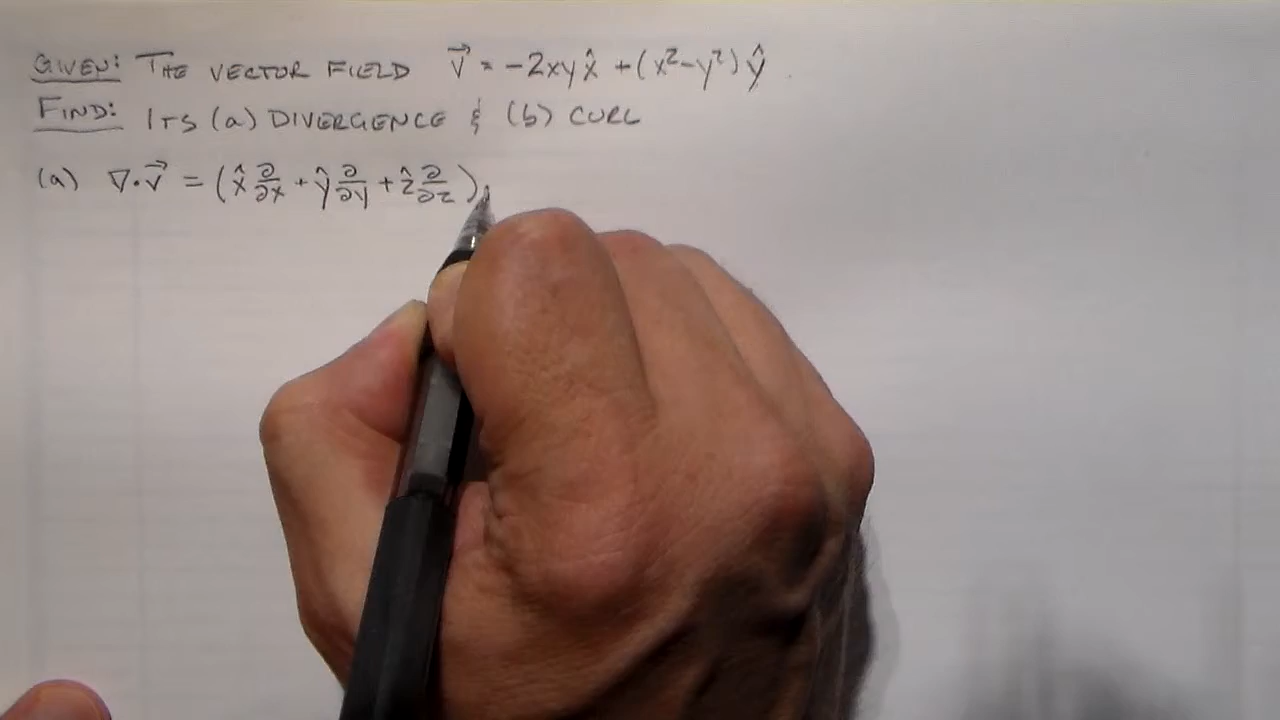 GIVEN: THE VECTOR FIELD v⃗ = -2xy x̂ + (x²-y²) ŷ
FIND: ITS (a) DIVERGENCE & (b) CURL
(a) ∇·v⃗ = (x̂ ∂/∂x + ŷ ∂/∂y + ẑ ∂/∂z)